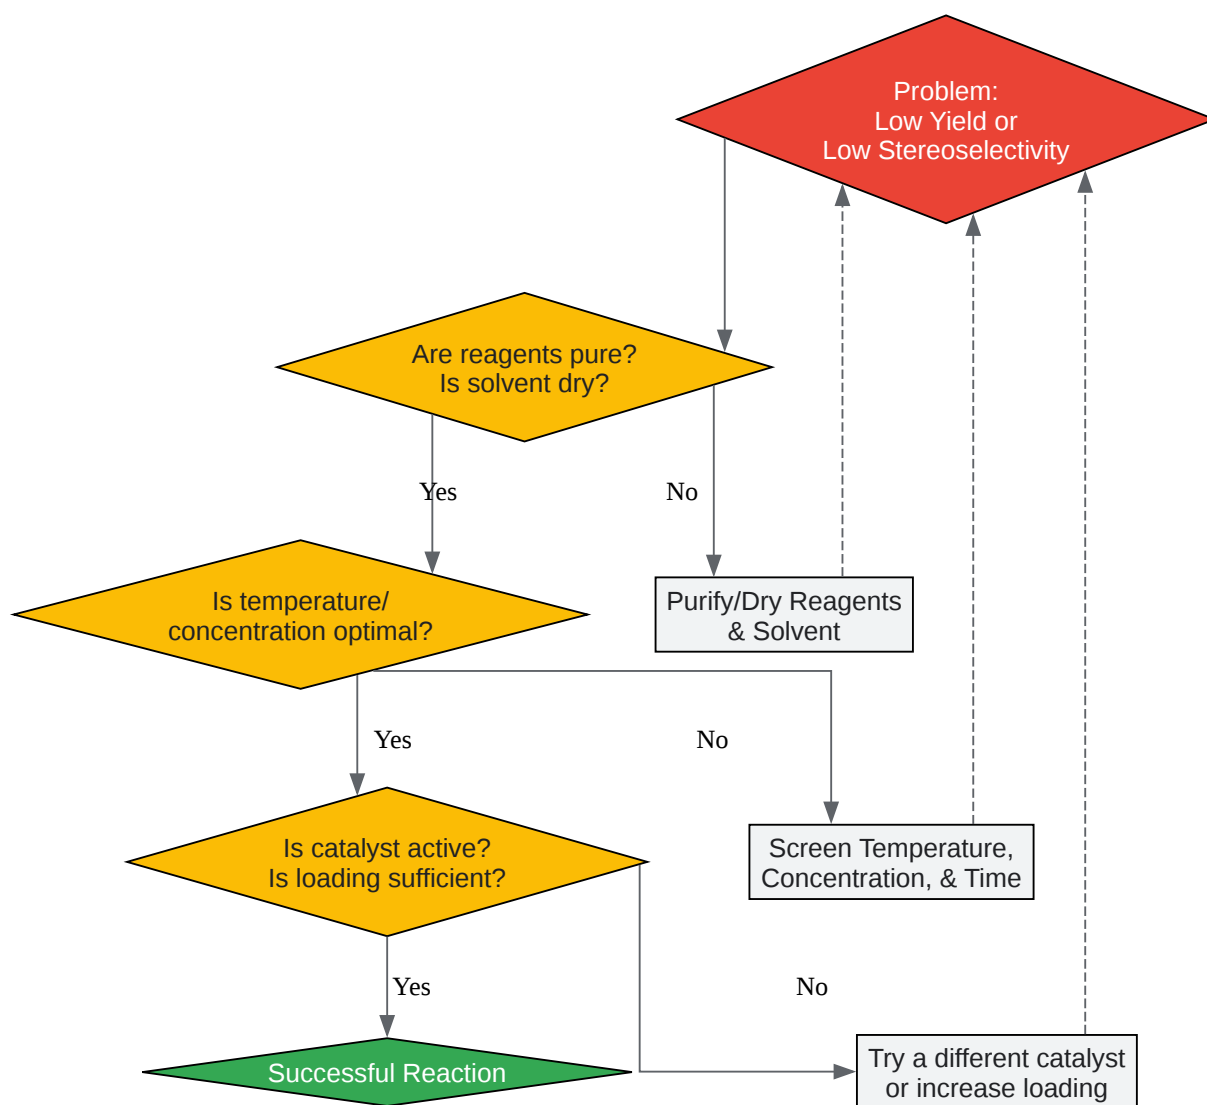 Problem:
Low Yield or
Low Stereoselectivity
Are reagents pure?
Is solvent dry?
Yes
No
Is temperature/
concentration optimal?
Purify/Dry Reagents
& Solvent
Yes
No
Is catalyst active?
Is loading sufficient?
Screen Temperature,
Concentration, & Time
Yes
No
Successful Reaction
Try a different catalyst
or increase loading